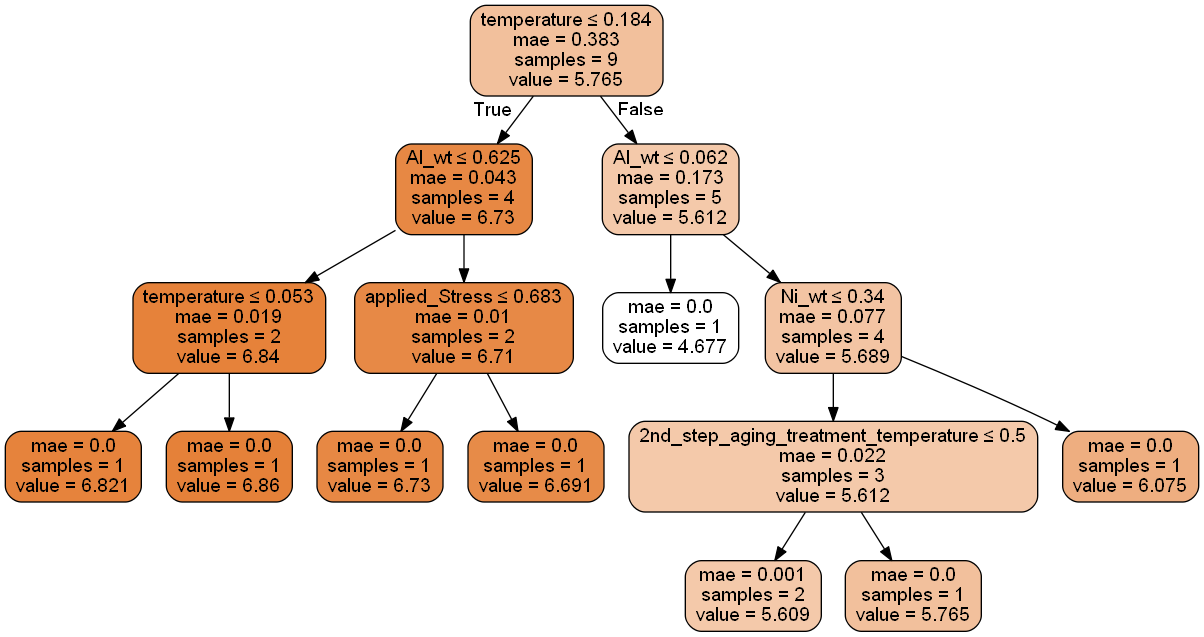 temperature ≤ 0.184
mae = 0.383
samples = 9
value = 5.765
True
False
Al_wt ≤ 0.625
mae = 0.043
samples = 4
value = 6.73
Al_wt ≤ 0.062
mae = 0.173
samples = 5
value = 5.612
temperature ≤ 0.053
mae = 0.019
samples = 2
value = 6.84
applied_Stress ≤ 0.683
mae = 0.01
samples = 2
value = 6.71
mae = 0.0
samples = 1
value = 4.677
Ni_wt ≤ 0.34
mae = 0.077
samples = 4
value = 5.689
mae = 0.0
samples = 1
value = 6.821
mae = 0.0
samples = 1
value = 6.86
mae = 0.0
samples = 1
value = 6.73
mae = 0.0
samples = 1
value = 6.691
2nd_step_aging_treatment_temperature ≤ 0.5
mae = 0.022
samples = 3
value = 5.612
mae = 0.0
samples = 1
value = 6.075
mae = 0.001
samples = 2
value = 5.609
mae = 0.0
samples = 1
value = 5.765